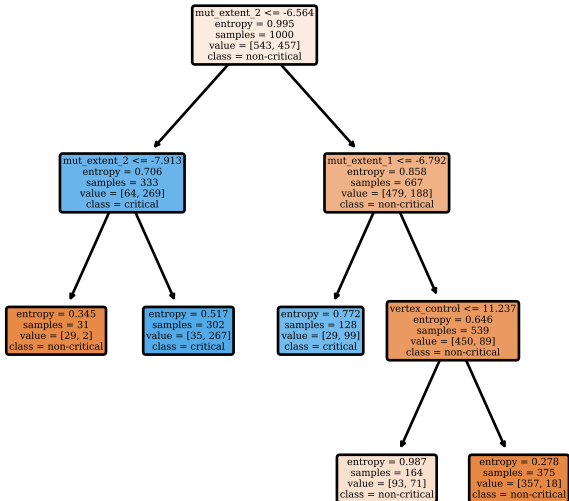 mut_extent_2 <= -6.564
entropy = 0.995
samples = 1000
value = [543, 457]
class = non-critical
mut_extent_2 <= -7.913
entropy = 0.706
samples = 333
value = [64, 269]
class = critical
mut_extent_1 <= -6.792
entropy = 0.858
samples = 667
value = [479, 188]
class = non-critical
entropy = 0.345
samples = 31
value = [29, 2]
class = non-critical
entropy = 0.517
samples = 302
value = [35, 267]
class = critical
entropy = 0.772
samples = 128
value = [29, 99]
class = critical
vertex_control <= 11.237
entropy = 0.646
samples = 539
value = [450, 89]
class = non-critical
entropy = 0.987
samples = 164
value = [93, 71]
class = non-critical
entropy = 0.278
samples = 375
value = [357, 18]
class = non-critical